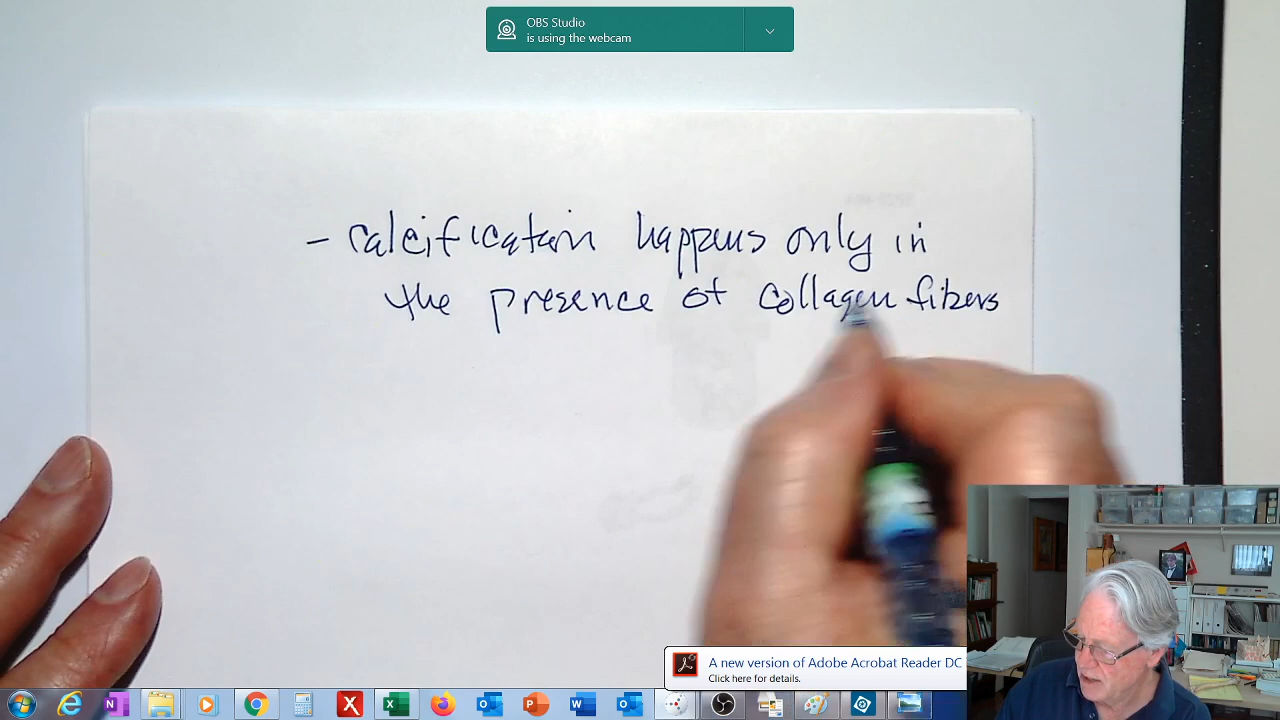 OBS Studio
is using the webcam
- calcification happens only in
the presence of collagen fibers
A new version of Adobe Acrobat Reader DC
Click here for details.